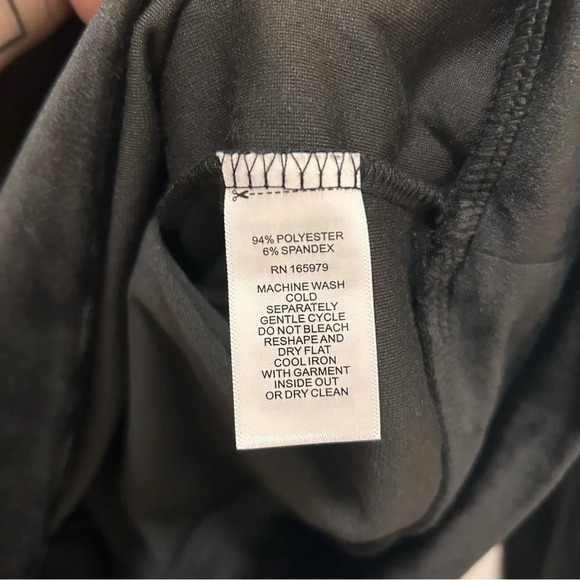 94% POLYESTER
6% SPANDEX
RN 165979
MACHINE WASH
COLD
SEPARATELY
GENTLE CYCLE
DO NOT BLEACH
RESHAPE AND
DRY FLAT
COOL IRON
WITH GARMENT
INSIDE OUT
OR DRY CLEAN